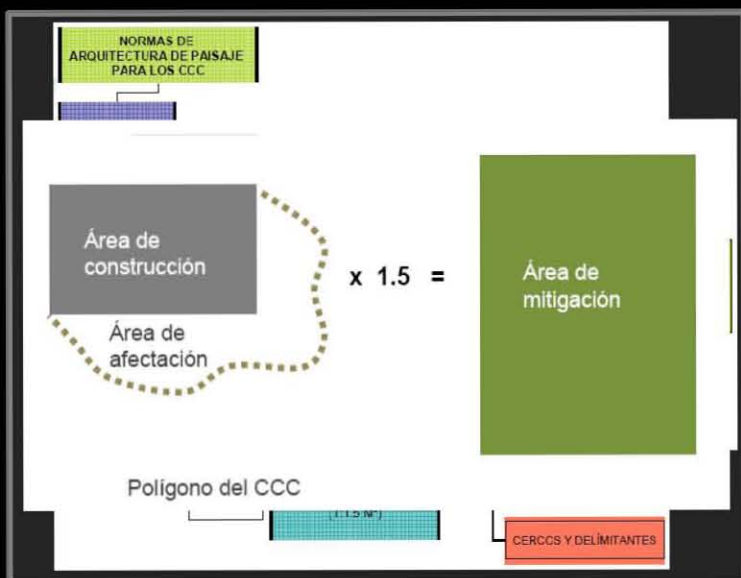 NORMAS DE
ARQUITECTURA DE PAISAJE
PARA LOS CCC
Área de
construcción
Área de
afectación
x 1.5 =
Área de
mitigación
Polígono del CCC
CERCCS Y DELÍMITANTES